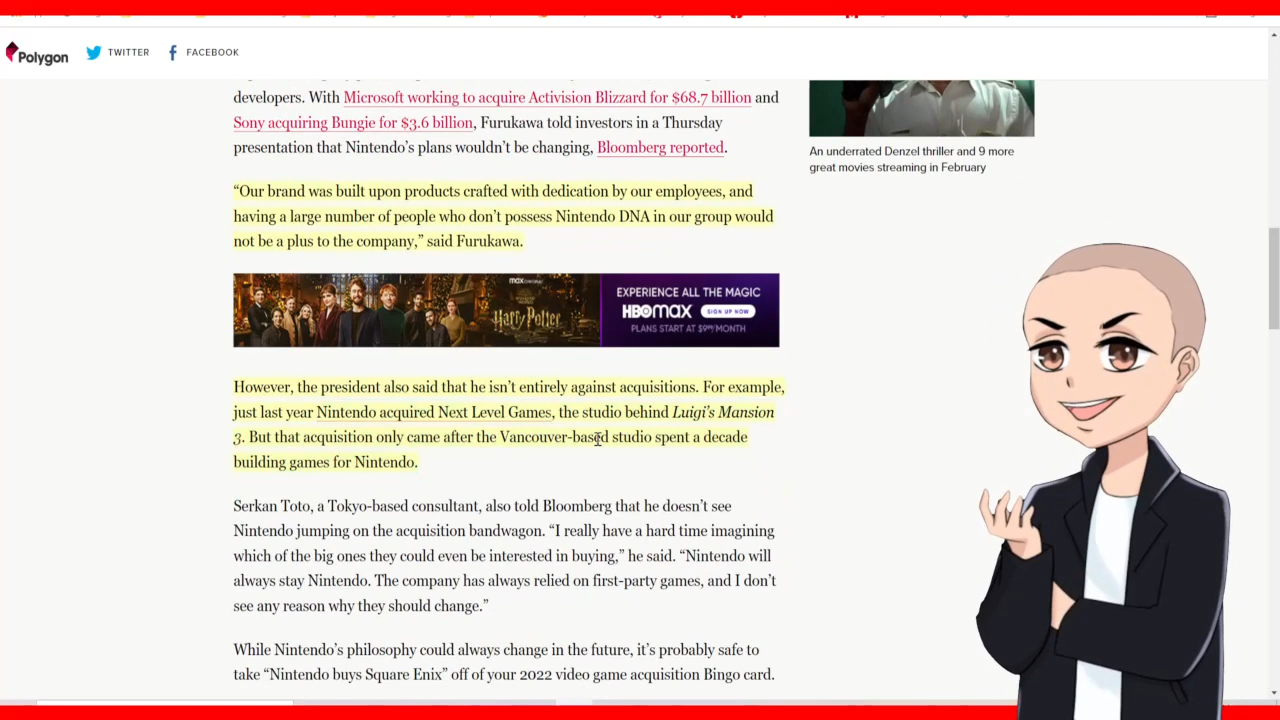 Polygon TWITTER FACEBOOK
developers. With Microsoft working to acquire Activision Blizzard for $68.7 billion and
Sony acquiring Bungie for $3.6 billion, Furukawa told investors in a Thursday
presentation that Nintendo’s plans wouldn’t be changing, Bloomberg reported.
“Our brand was built upon products crafted with dedication by our employees, and
having a large number of people who don’t possess Nintendo DNA in our group would
not be a plus to the company,” said Furukawa.
max ORIGINAL
Harry Potter
EXPERIENCE ALL THE MAGIC
HBOMAX SIGN UP NOW
PLANS START AT $9.99/MONTH
However, the president also said that he isn’t entirely against acquisitions. For example,
just last year Nintendo acquired Next Level Games, the studio behind Luigi’s Mansion
3. But that acquisition only came after the Vancouver-based studio spent a decade
building games for Nintendo.
Serkan Toto, a Tokyo-based consultant, also told Bloomberg that he doesn’t see
Nintendo jumping on the acquisition bandwagon. “I really have a hard time imagining
which of the big ones they could even be interested in buying,” he said. “Nintendo will
always stay Nintendo. The company has always relied on first-party games, and I don’t
see any reason why they should change.”
While Nintendo’s philosophy could always change in the future, it’s probably safe to
take “Nintendo buys Square Enix” off of your 2022 video game acquisition Bingo card.
An underrated Denzel thriller and 9 more
great movies streaming in February